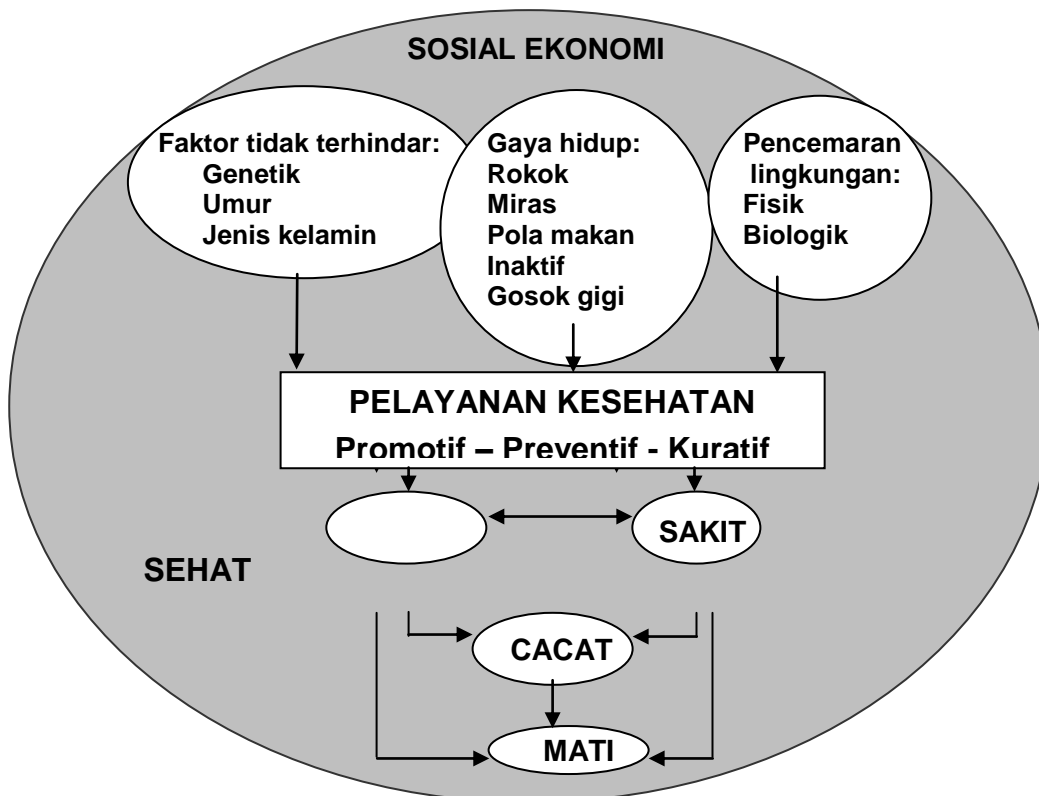 SOSIAL EKONOMI
Faktor tidak terhindar:
Genetik
Umur
Jenis kelamin
Gaya hidup:
Rokok
Miras
Pola makan
Inaktif
Gosok gigi
Pencemaran
lingkungan:
Fisik
Biologik
PELAYANAN KESEHATAN
Promotif – Preventif - Kuratif
SAKIT
SEHAT
CACAT
MATI